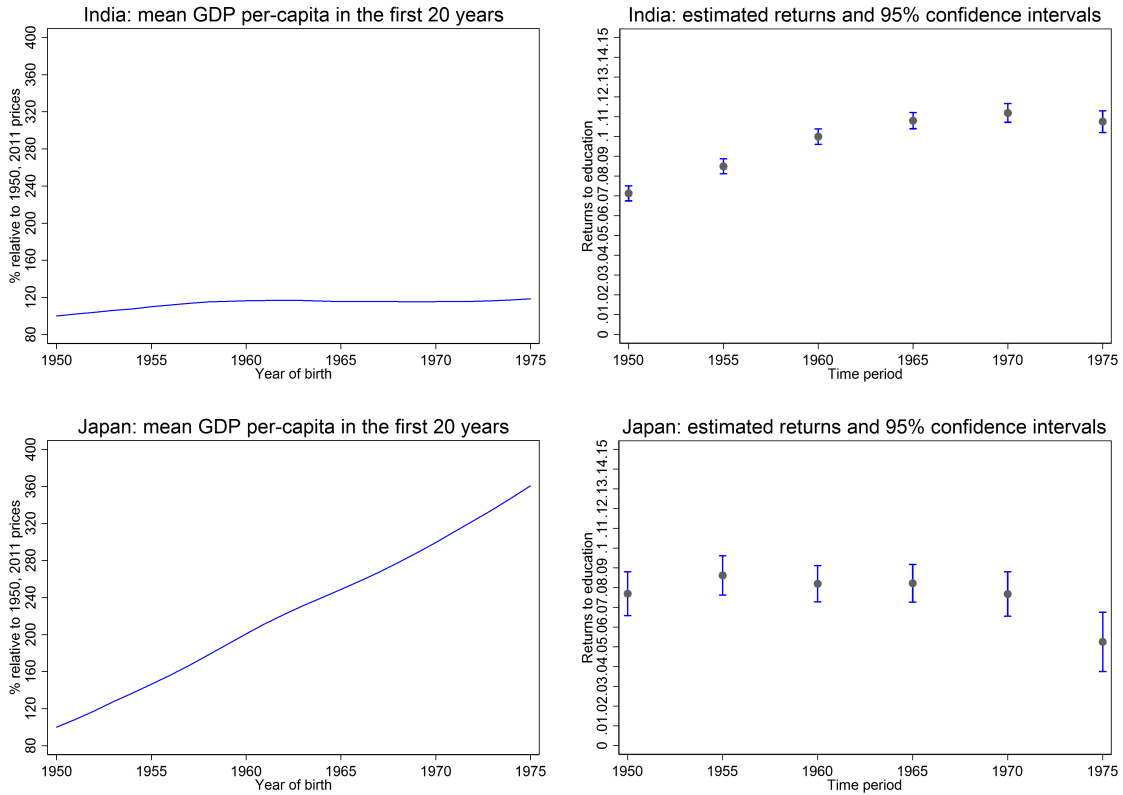 India: mean GDP per-capita in the first 20 years
% relative to 1950, 2011 prices
80 120 160 200 240 280 320 360 400
1950 1955 1960 1965 1970 1975
Year of birth
India: estimated returns and 95% confidence intervals
Returns to education
0 .01 .02 .03 .04 .05 .06 .07 .08 .09 .1 .11 .12 .13 .14 .15
1950 1955 1960 1965 1970 1975
Time period
Japan: mean GDP per-capita in the first 20 years
% relative to 1950, 2011 prices
80 120 160 200 240 280 320 360 400
1950 1955 1960 1965 1970 1975
Year of birth
Japan: estimated returns and 95% confidence intervals
Returns to education
0 .01 .02 .03 .04 .05 .06 .07 .08 .09 .1 .11 .12 .13 .14 .15
1950 1955 1960 1965 1970 1975
Time period